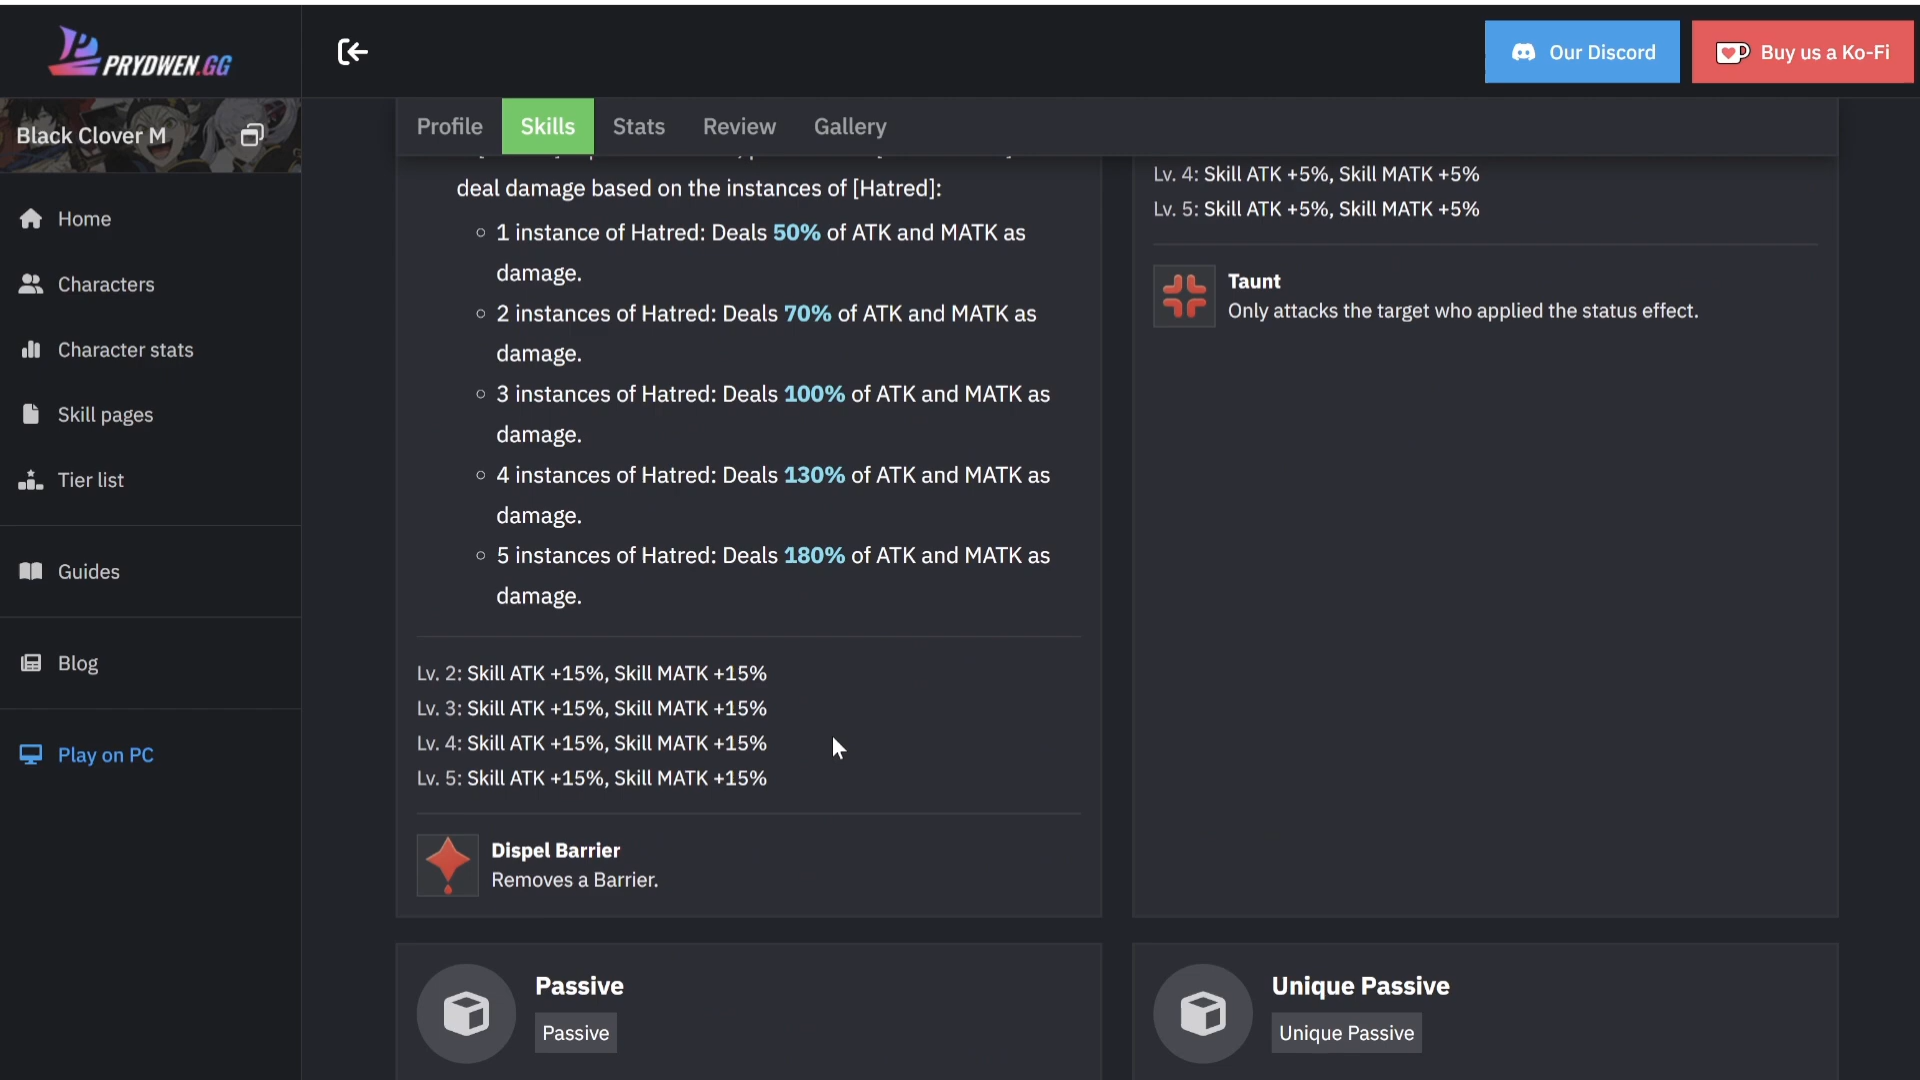 PRYDWEN.GG
Our Discord
Buy us a Ko-Fi
Black Clover M
Home
Characters
Character stats
Skill pages
Tier list
Guides
Blog
Play on PC
Profile
Skills
Stats
Review
Gallery
deal damage based on the instances of [Hatred]:
1 instance of Hatred: Deals 50% of ATK and MATK as
damage.
2 instances of Hatred: Deals 70% of ATK and MATK as
damage.
3 instances of Hatred: Deals 100% of ATK and MATK as
damage.
4 instances of Hatred: Deals 130% of ATK and MATK as
damage.
5 instances of Hatred: Deals 180% of ATK and MATK as
damage.
Lv. 2: Skill ATK +15%, Skill MATK +15%
Lv. 3: Skill ATK +15%, Skill MATK +15%
Lv. 4: Skill ATK +15%, Skill MATK +15%
Lv. 5: Skill ATK +15%, Skill MATK +15%
Dispel Barrier
Removes a Barrier.
Lv. 4: Skill ATK +5%, Skill MATK +5%
Lv. 5: Skill ATK +5%, Skill MATK +5%
Taunt
Only attacks the target who applied the status effect.
Passive
Passive
Unique Passive
Unique Passive